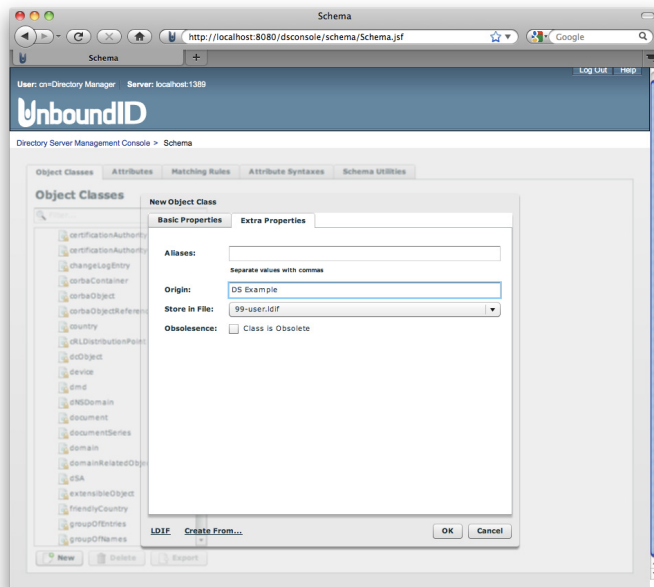 Schema
http://localhost:8080/dsconsole/schema/Schema.jsf
Google
Schema
Log Out Help
User: cn=Directory Manager Server: localhost:1389
UnboundID
Directory Server Management Console > Schema
Object Classes Attributes Matching Rules Attribute Syntaxes Schema Utilities
Object Classes
New Object Class
Basic Properties Extra Properties
Aliases:
Separate values with commas
Origin: DS Example
Store in File: 99-user.ldif
Obsolesence: Class is Obsolete
certificationAuthority
certificationAuthority
changeLogEntry
corbaContainer
corbaObject
corbaObjectReferenc
country
cRLDistributionPoint
dcObject
device
dmd
dNSDomain
document
documentSeries
domain
domainRelatedObje
dSA
extensibleObject
friendlyCountry
groupOfEntries
groupOfNames
LDIF Create From... OK Cancel
New Delete Export